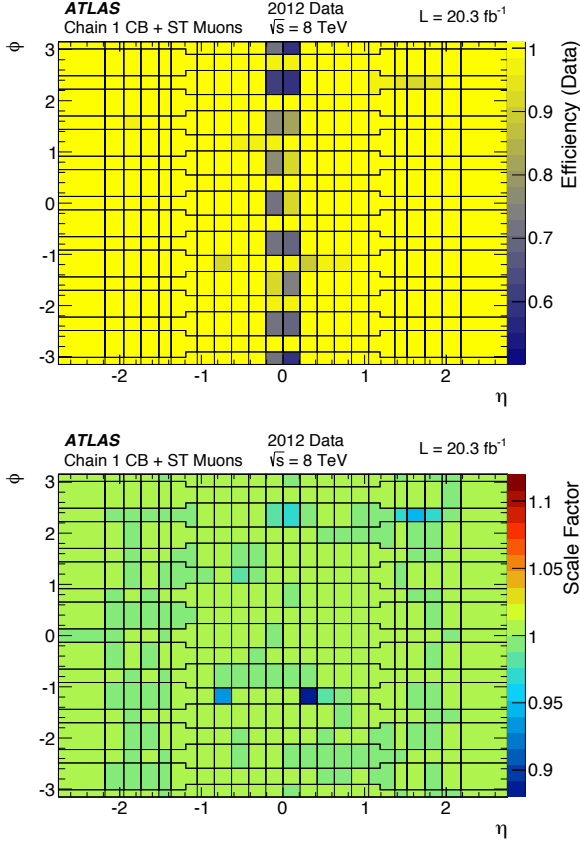 ATLAS 2012 Data L = 20.3 fb⁻¹
Chain 1 CB + ST Muons √s = 8 TeV
ϕ
3
2
1
0
-1
-2
-3
-2 -1 0 1 2
η
1
0.9
0.8
0.7
0.6
Efficiency (Data)
ATLAS 2012 Data L = 20.3 fb⁻¹
Chain 1 CB + ST Muons √s = 8 TeV
ϕ
3
2
1
0
-1
-2
-3
-2 -1 0 1 2
η
1.1
1.05
1
0.95
0.9
Scale Factor